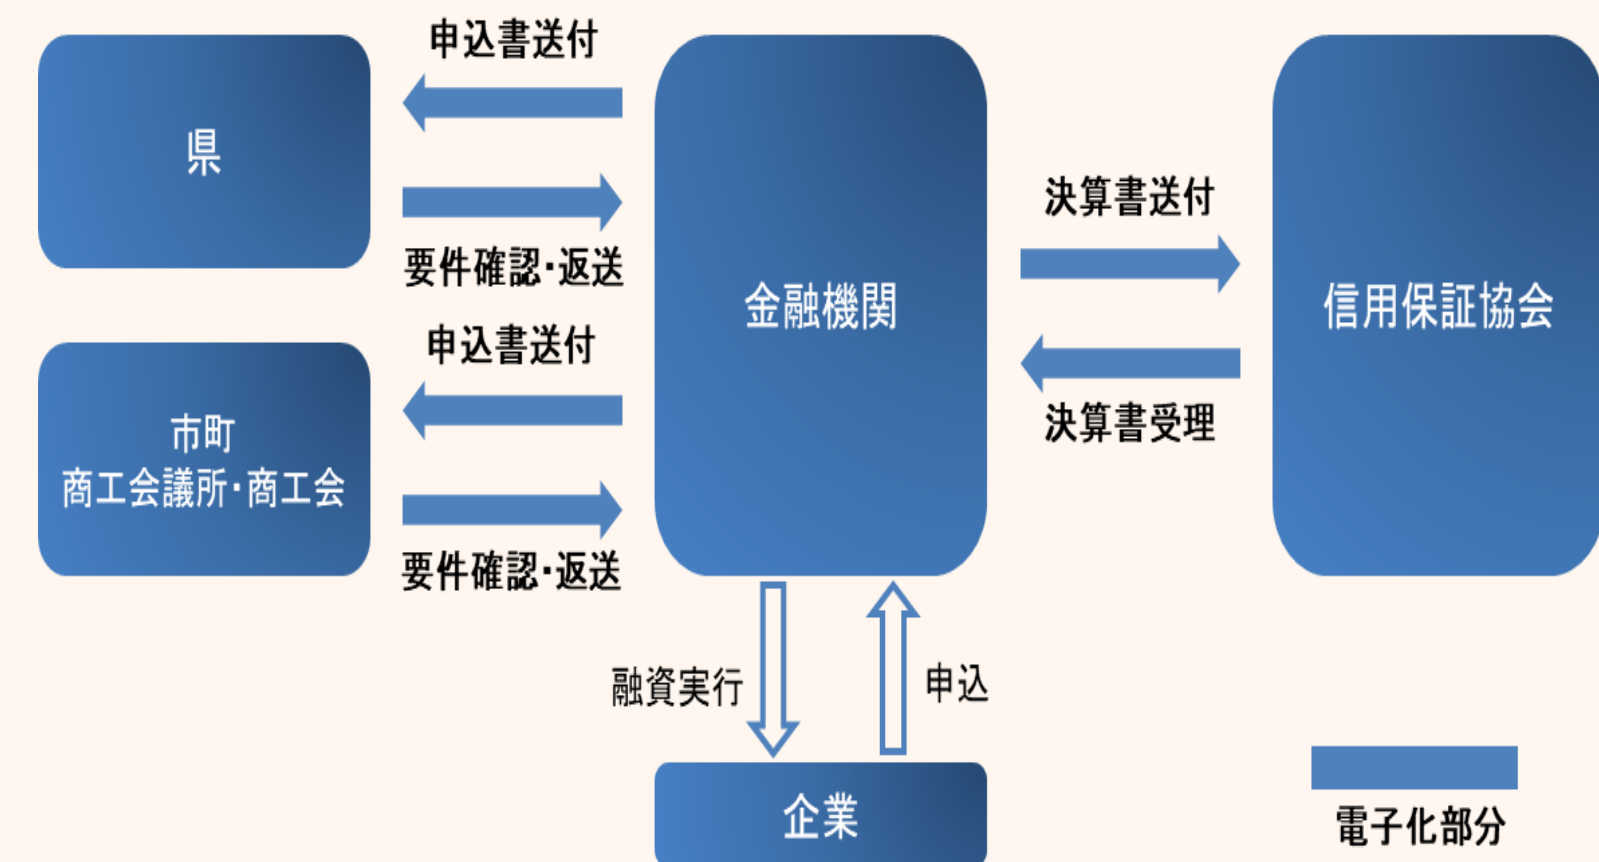 申込書送付
県
要件確認・返送
申込書送付
市町
商工会議所・商工会
要件確認・返送
金融機関
決算書送付
信用保証協会
決算書受理
融資実行
申込
企業
電子化部分